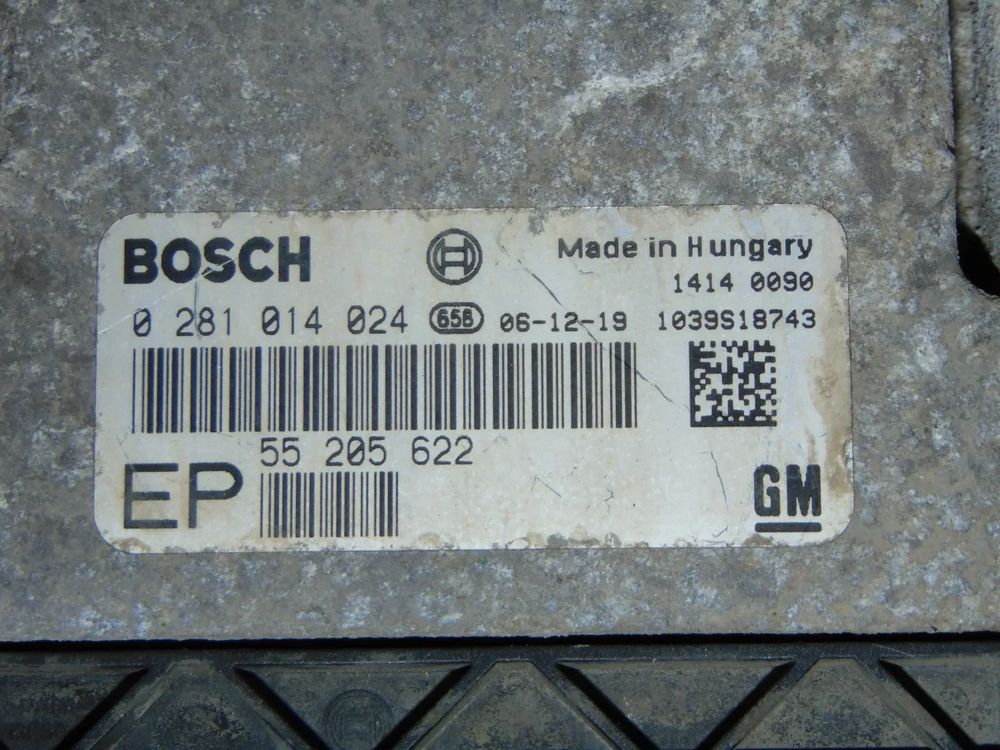 BOSCH
Made in Hungary
1414 0090
0 281 014 024 658 06-12-19 1039S18743
55 205 622
EP
GM